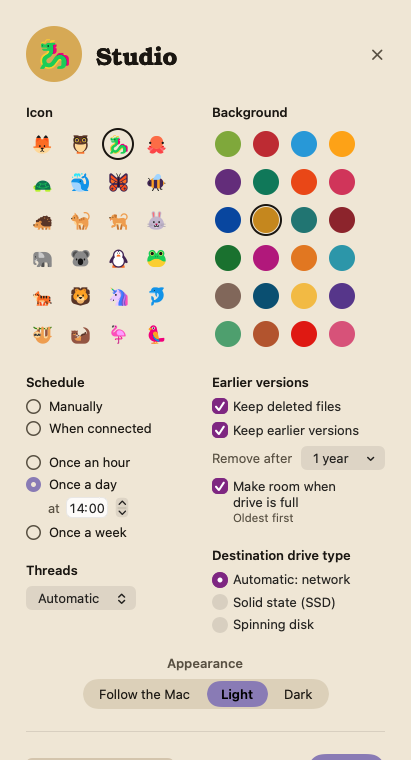 Studio
Icon
Background
Schedule
Manually
When connected
Once an hour
Once a day
at 14:00
Once a week
Threads
Automatic
Earlier versions
Keep deleted files
Keep earlier versions
Remove after 1 year
Make room when
drive is full
Oldest first
Destination drive type
Automatic: network
Solid state (SSD)
Spinning disk
Appearance
Follow the Mac Light Dark